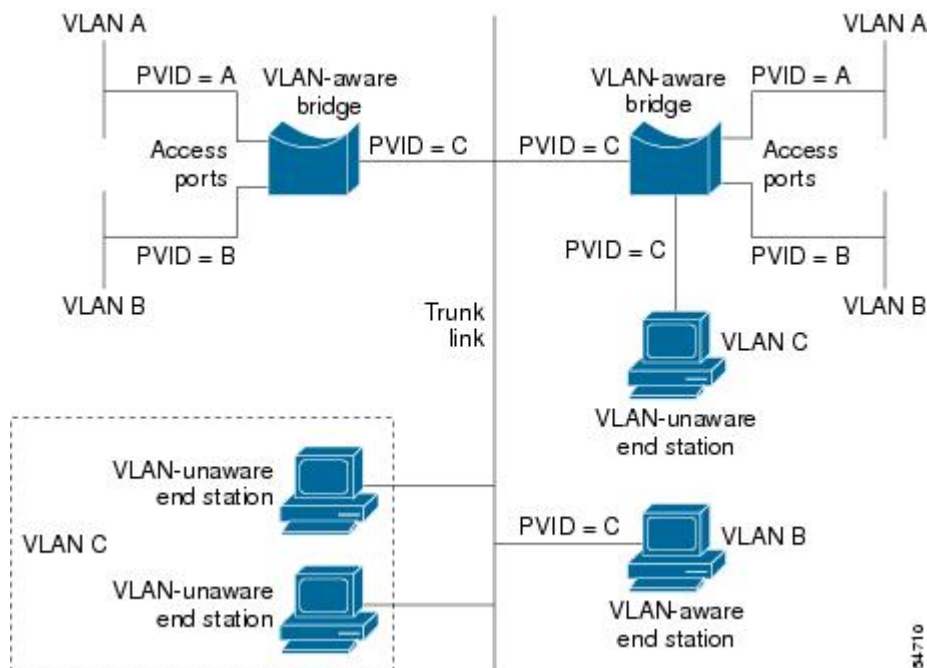 VLAN A
PVID = A
VLAN-aware
bridge
Access
ports
PVID = C
PVID = B
VLAN B
VLAN-aware
bridge
VLAN A
PVID = A
PVID = C
Access
ports
PVID = C
PVID = B
VLAN B
Trunk
link
VLAN C
VLAN-unaware
end station
VLAN-unaware
end station
VLAN C
VLAN-unaware
end station
PVID = C
VLAN B
VLAN-aware
end station
54710